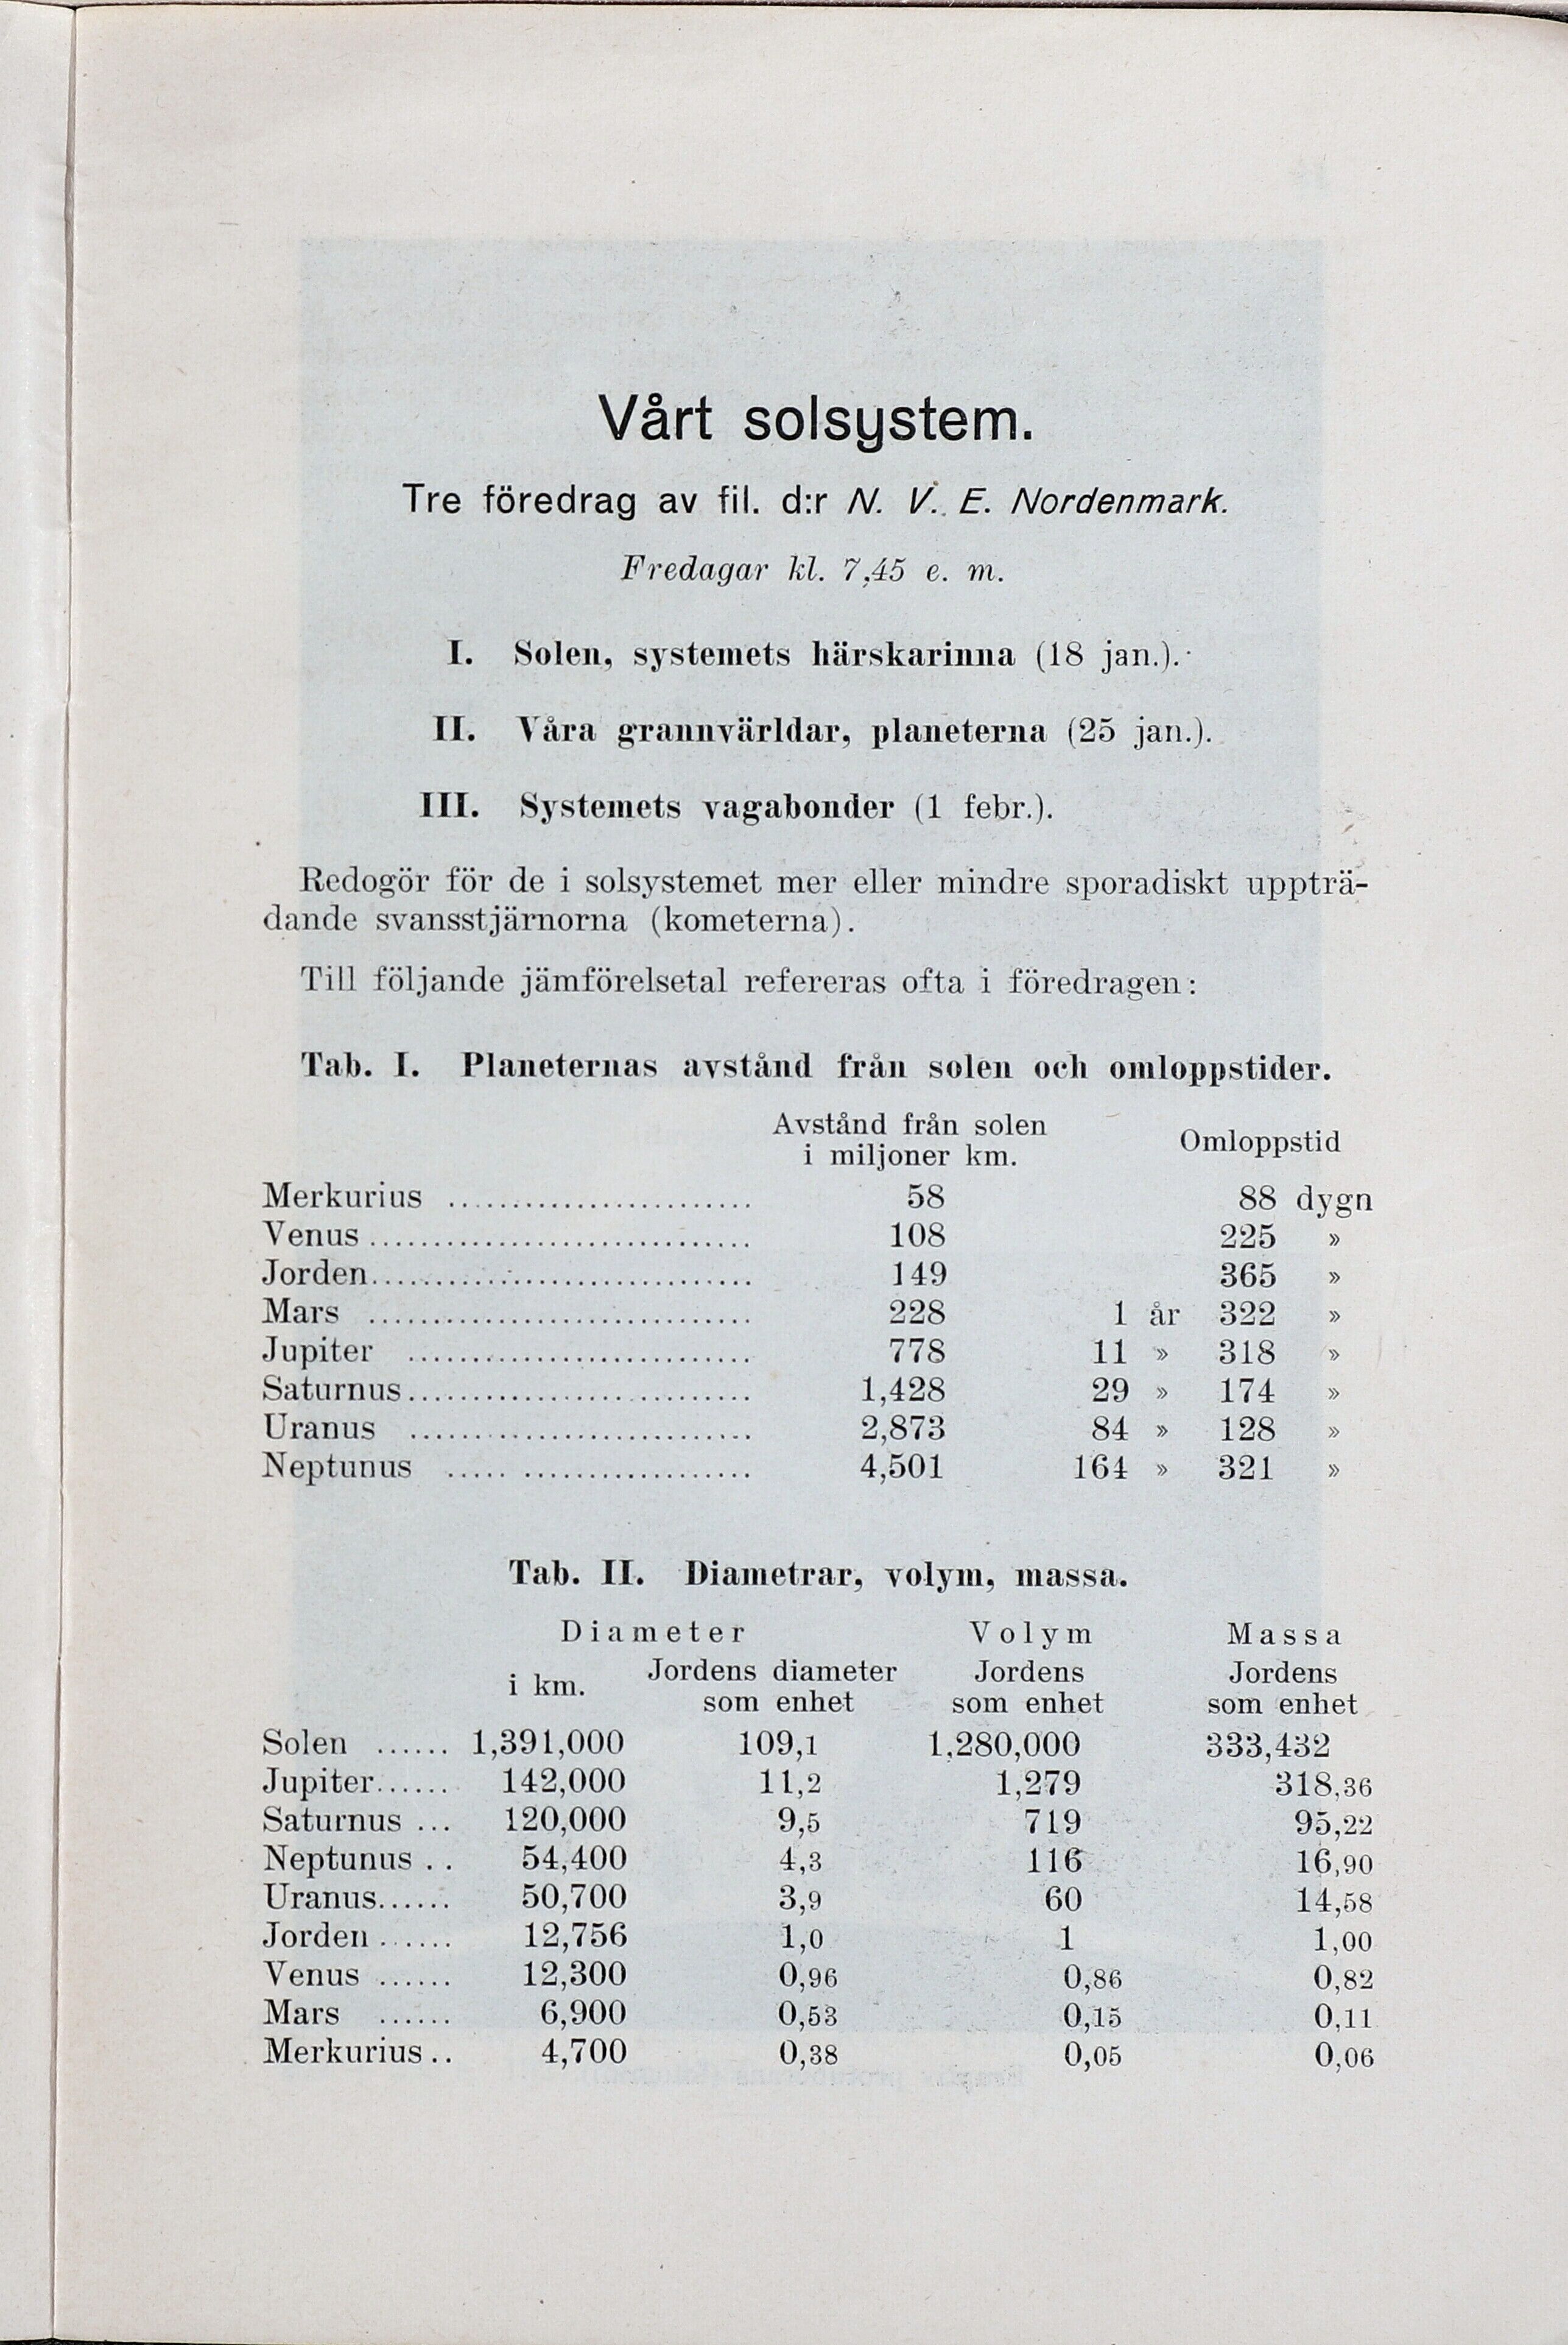 Vårt solsystem.
Tre föredrag av fil. d:r N. V. E. Nordenmark.
Fredagar kl. 7,45 e. m.
I. Solen, systemets härskarinna (18 jan.).
II. Våra grannvärldar, planeterna (25 jan.).
III. Systemets vagabonder (1 febr.).
Redogör för de i solsystemet mer eller mindre sporadiskt uppträ-
dande svansstjärnorna (kometerna).
Till följande jämförelsetal refereras ofta i föredragen:
Tab. I. Planeternas avstånd från solen och omloppstider.
Avstånd från solen
i miljoner km. Omloppstid
Merkurius ........................ 58 88 dygn
Venus .............................. 108 225 »
Jorden.............................. 149 365 »
Mars .............................. 228 1 år 322 »
Jupiter ........................... 778 11 » 318 »
Saturnus........................... 1,428 29 » 174 »
Uranus ........................... 2,873 84 » 128 »
Neptunus ........................ 4,501 164 » 321 »
Tab. II. Diametrar, volym, massa.
Diameter Volym Massa
i km. Jordens diameter som enhet Jordens som enhet Jordens som enhet
Solen ...... 1,391,000 109,1 1,280,000 333,432
Jupiter...... 142,000 11,2 1,279 318,36
Saturnus ... 120,000 9,5 719 95,22
Neptunus .. 54,400 4,3 116 16,90
Uranus...... 50,700 3,9 60 14,58
Jorden ...... 12,756 1,0 1 1,00
Venus ...... 12,300 0,96 0,86 0,82
Mars ...... 6,900 0,53 0,15 0,11
Merkurius.. 4,700 0,38 0,05 0,06